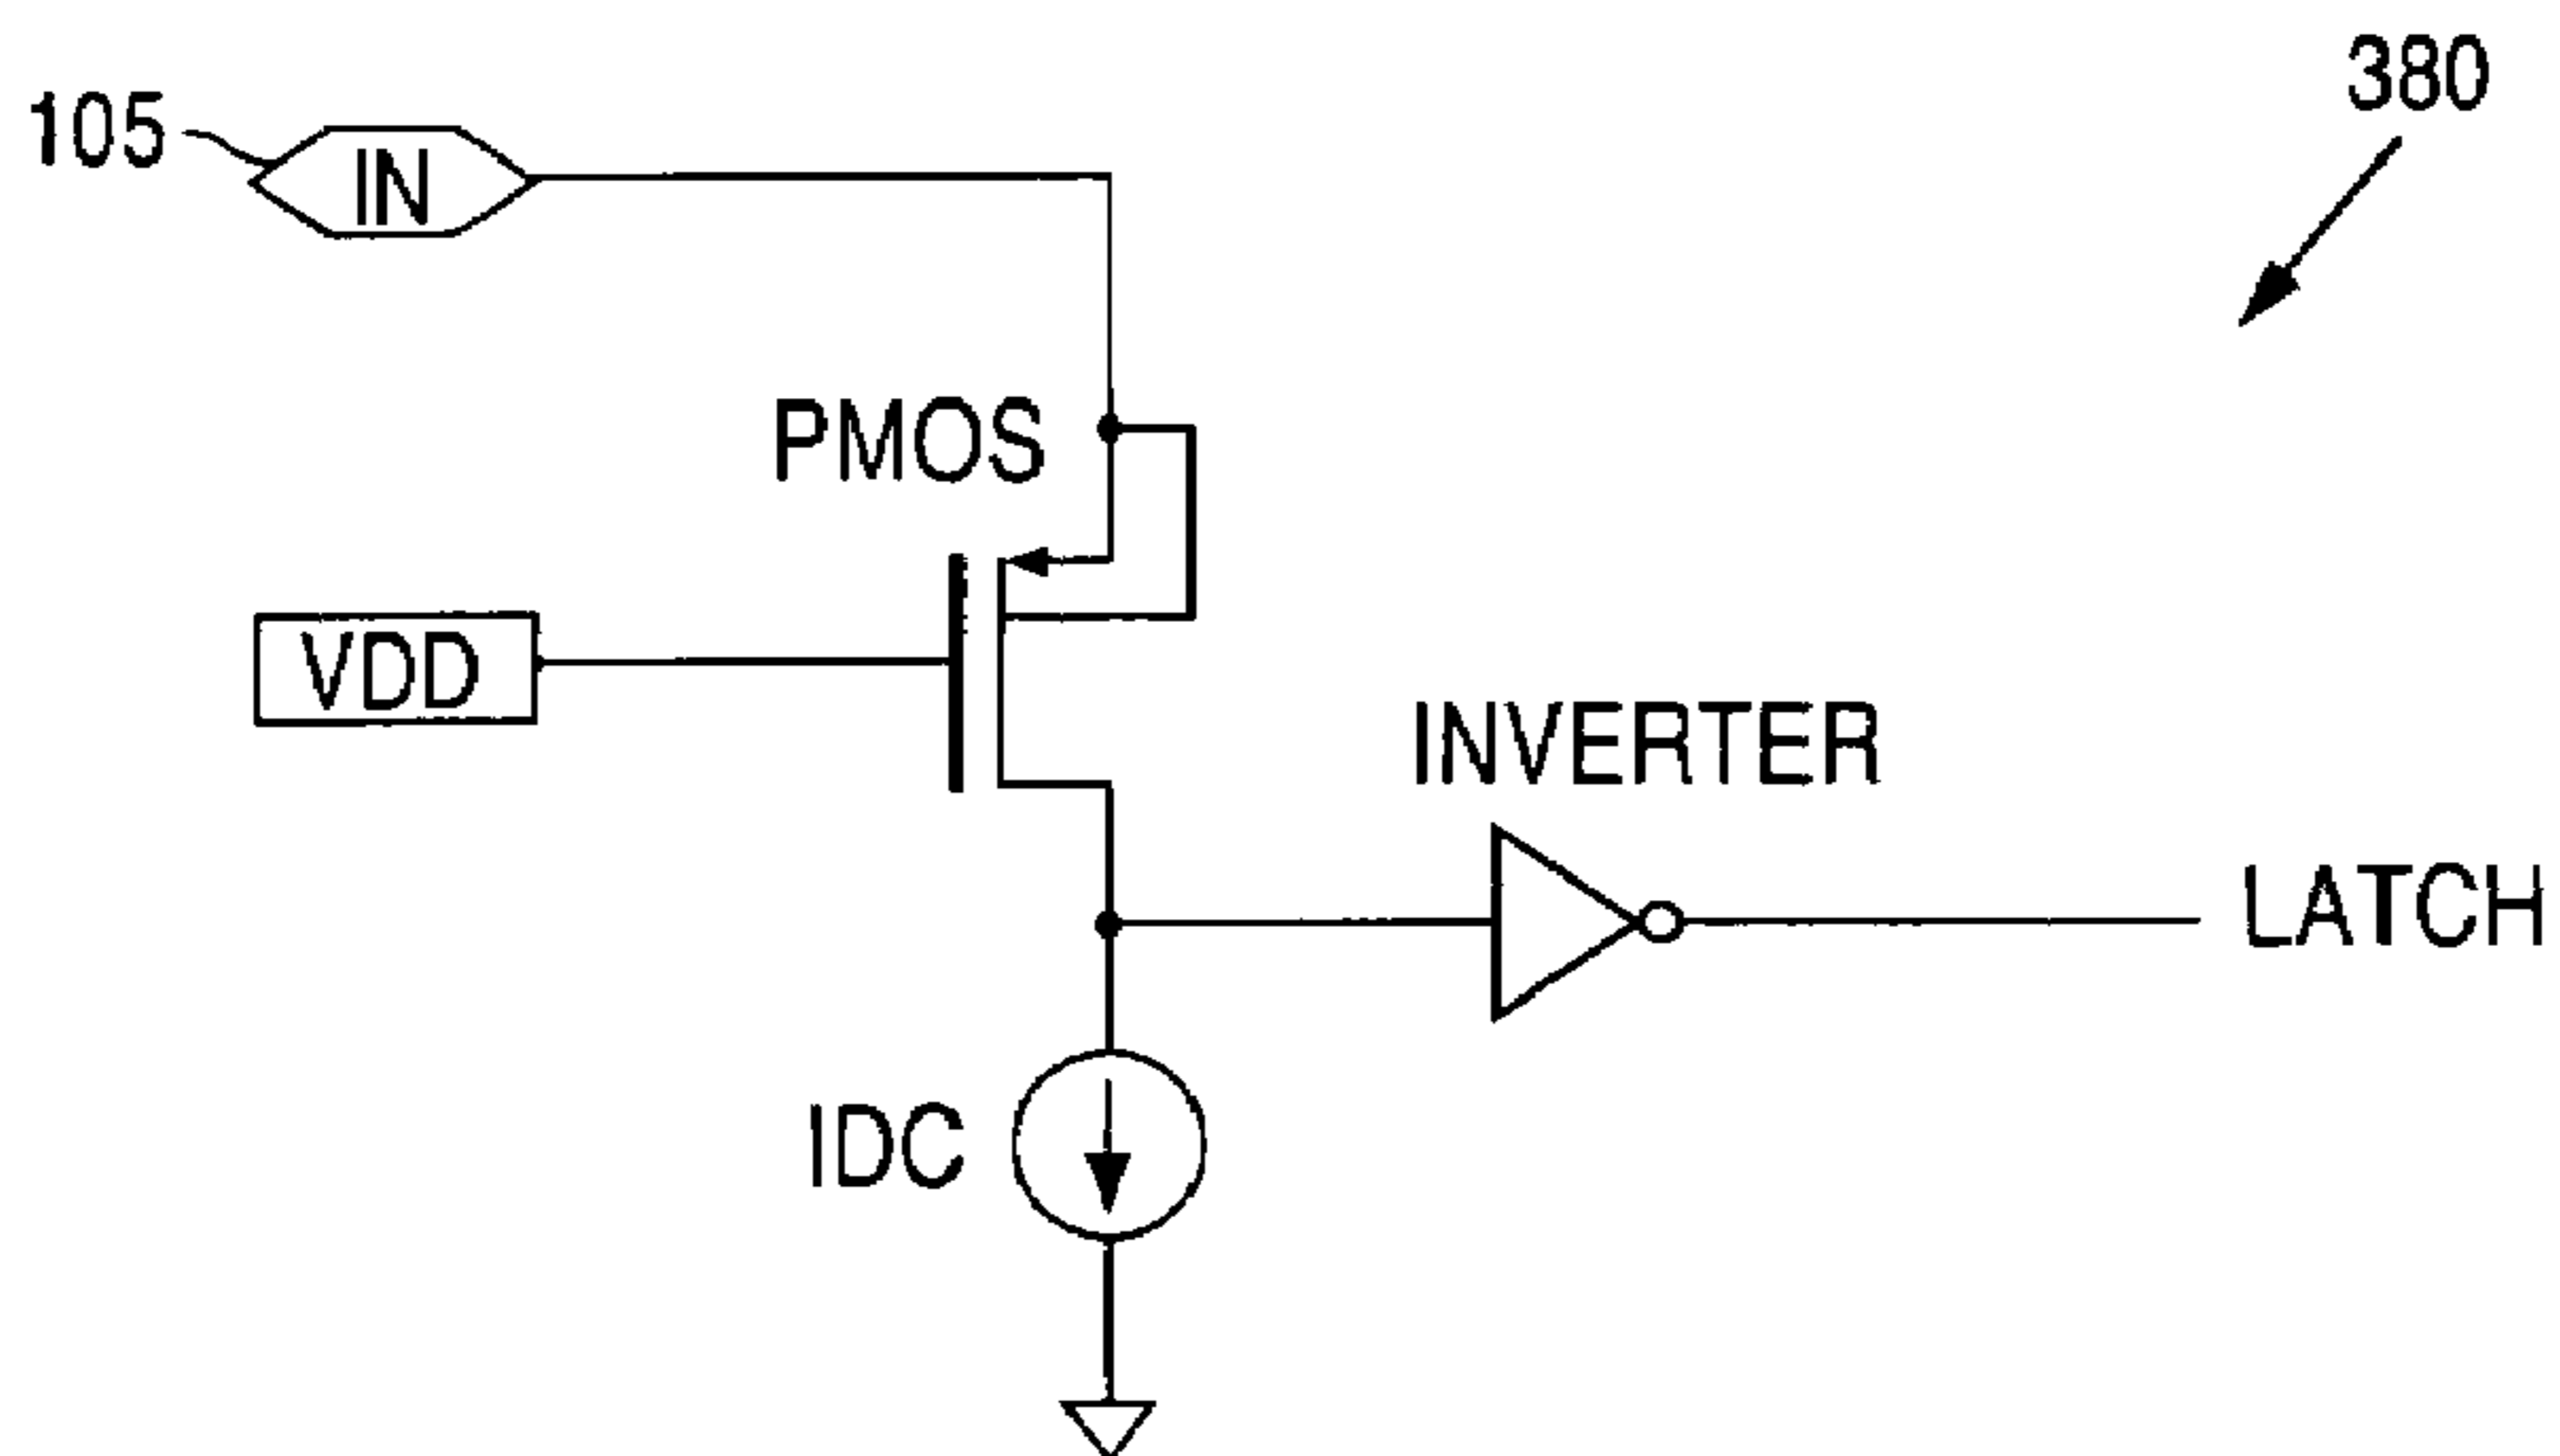 380
105
IN
PMOS
VDD
INVERTER
LATCH
IDC